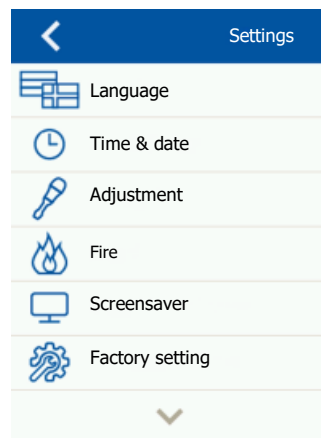 Settings
Language
Time & date
Adjustment
Fire
Screensaver
Factory setting